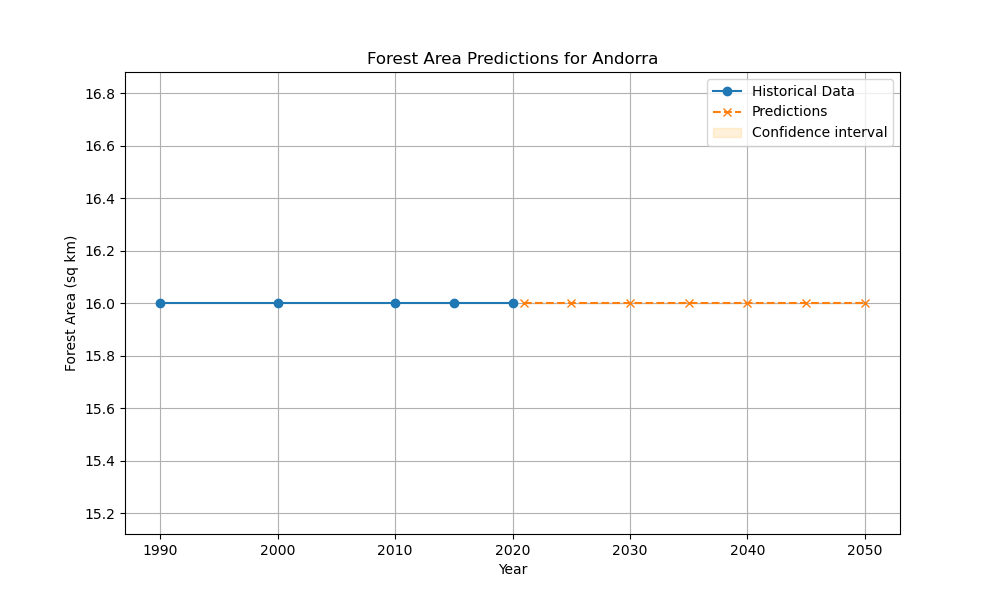 Forest Area Predictions for Andorra
Historical Data
Predictions
Confidence interval
Forest Area (sq km)
16.8
16.6
16.4
16.2
16.0
15.8
15.6
15.4
15.2
1990 2000 2010 2020 2030 2040 2050
Year